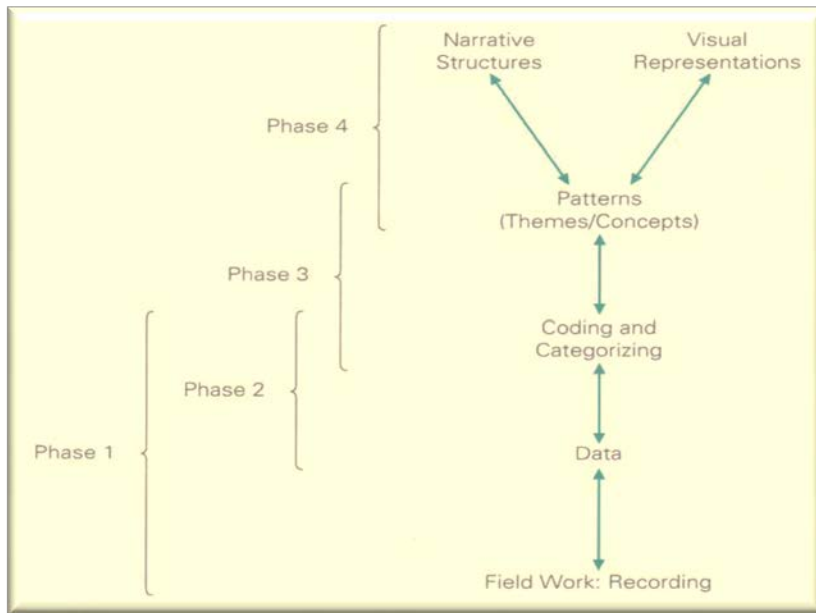 Narrative
Structures
Visual
Representations
Phase 4
Patterns
(Themes/Concepts)
Phase 3
Coding and
Categorizing
Phase 2
Phase 1
Data
Field Work: Recording